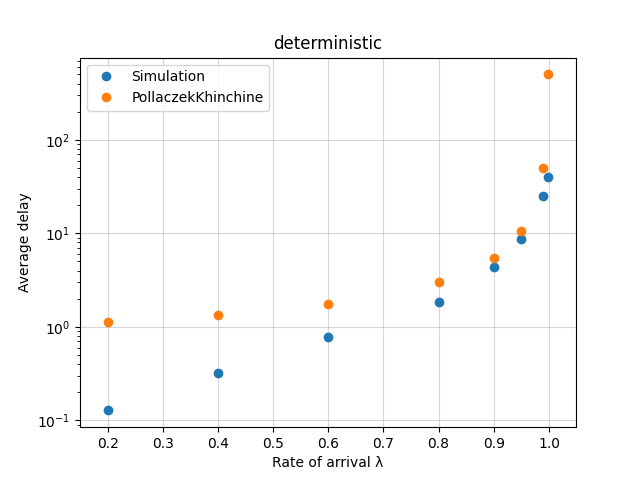 deterministic
Simulation
PollaczekKhinchine
Average delay
10²
10¹
10⁰
10⁻¹
0.2 0.3 0.4 0.5 0.6 0.7 0.8 0.9 1.0
Rate of arrival λ